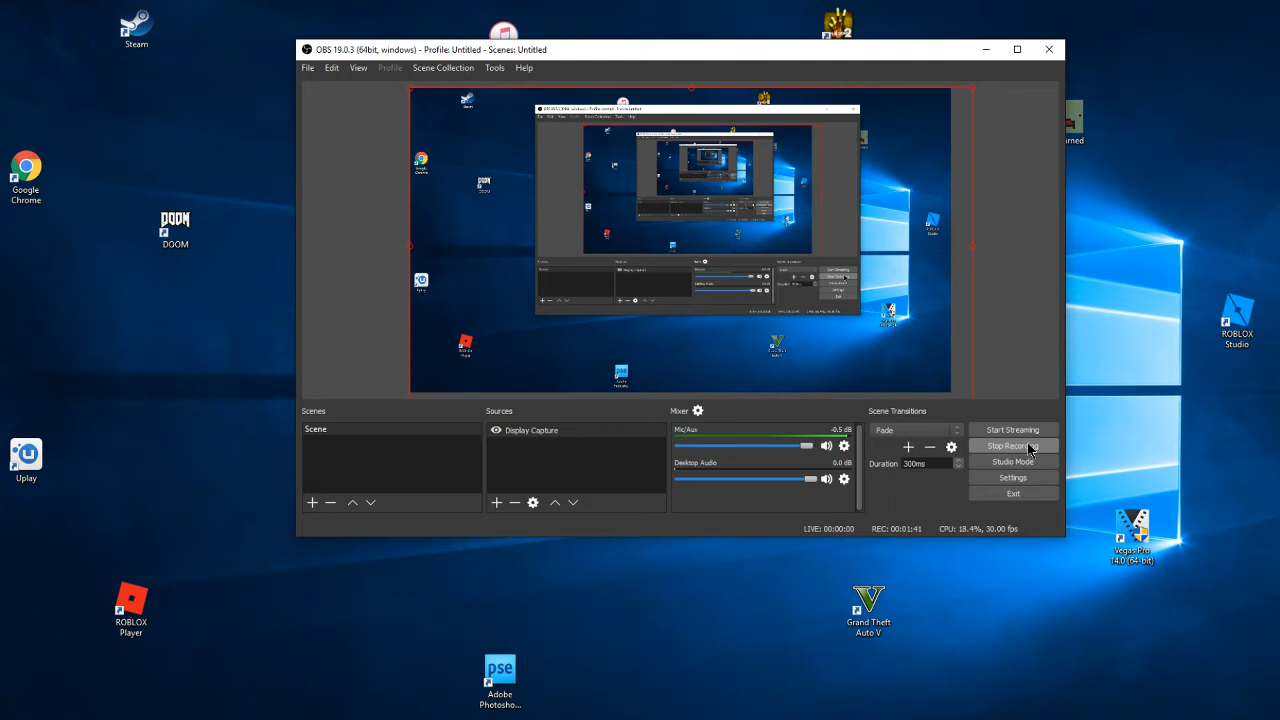 Steam
OBS 19.0.3 (64bit, windows) - Profile: Untitled - Scenes: Untitled
File Edit View Profile Scene Collection Tools Help
Google
Chrome
DOOM
DOOM
ROBLOX
Studio
Uplay
Scenes
Sources
Mixer
Scene Transitions
Scene
Display Capture
Mic/Aux
-0.5 dB
Fade
Start Streaming
Stop Recording
Desktop Audio
0.0 dB
Duration 300ms
Studio Mode
Settings
Exit
LIVE: 00:00:00
REC: 00:01:41
CPU: 18.4%, 30.00 fps
Vegas Pro
14.0 (64-bit)
ROBLOX
Player
Grand Theft
Auto V
pse
Adobe
Photosho...